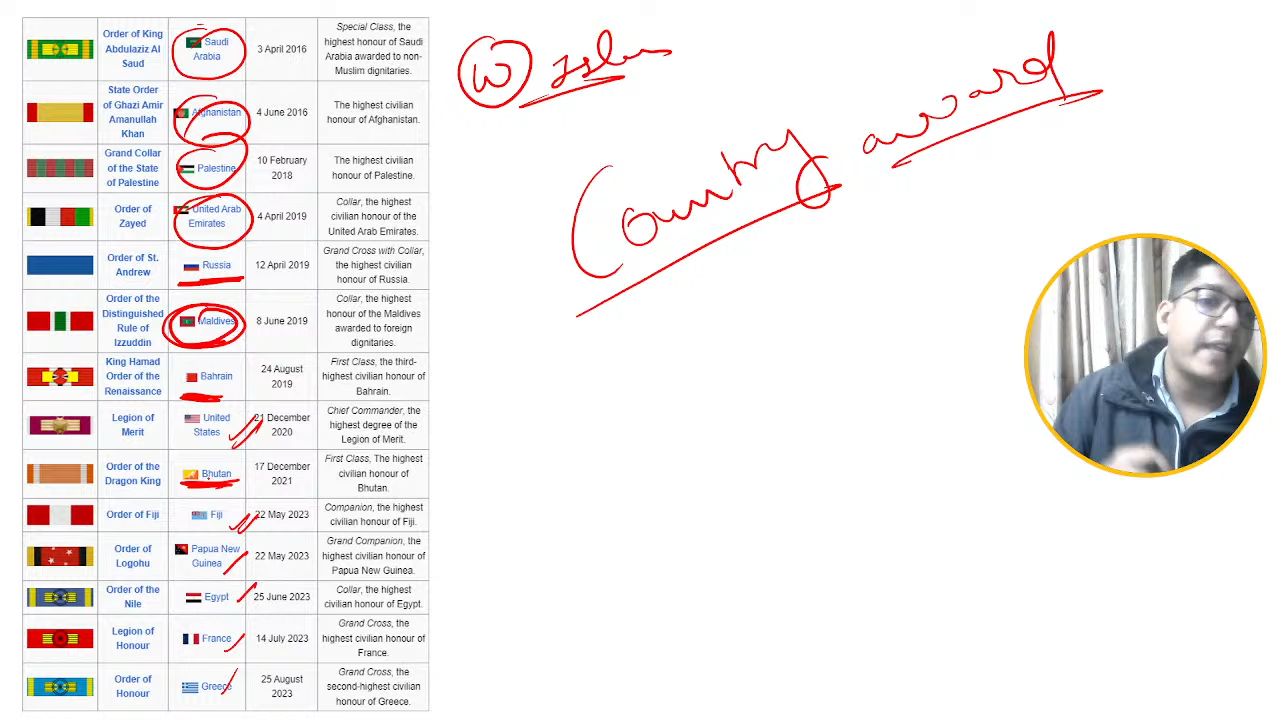 Order of King
Abdulaziz Al
Saud
Saudi
Arabia
3 April 2016
Special Class, the
highest honour of Saudi
Arabia awarded to non-
Muslim dignitaries.
State Order
of Ghazi Amir
Amanullah
Khan
Afghanistan
4 June 2016
The highest civilian
honour of Afghanistan.
Grand Collar
of the State
of Palestine
Palestine
10 February
2018
The highest civilian
honour of Palestine.
Order of
Zayed
United Arab
Emirates
4 April 2019
Collar, the highest
civilian honour of the
United Arab Emirates.
Order of St.
Andrew
Russia
12 April 2019
Grand Cross with Collar,
the highest civilian
honour of Russia.
Order of the
Distinguished
Rule of
Izzuddin
Maldives
8 June 2019
Collar, the highest
honour of the Maldives
awarded to foreign
dignitaries.
King Hamad
Order of the
Renaissance
Bahrain
24 August
2019
First Class, the third-
highest civilian honour of
Bahrain.
Legion of
Merit
United
States
21 December
2020
Chief Commander, the
highest degree of the
Legion of Merit.
Order of the
Dragon King
Bhutan
17 December
2021
First Class, The highest
civilian honour of
Bhutan.
Order of Fiji
Fiji
22 May 2023
Companion, the highest
civilian honour of Fiji.
Order of
Logohu
Papua New
Guinea
22 May 2023
Grand Companion, the
highest civilian honour of
Papua New Guinea.
Order of the
Nile
Egypt
25 June 2023
Collar, the highest
civilian honour of Egypt.
Legion of
Honour
France
14 July 2023
Grand Cross, the
highest civilian honour of
France.
Order of
Honour
Greece
25 August
2023
Grand Cross, the
second-highest civilian
honour of Greece.
Country award